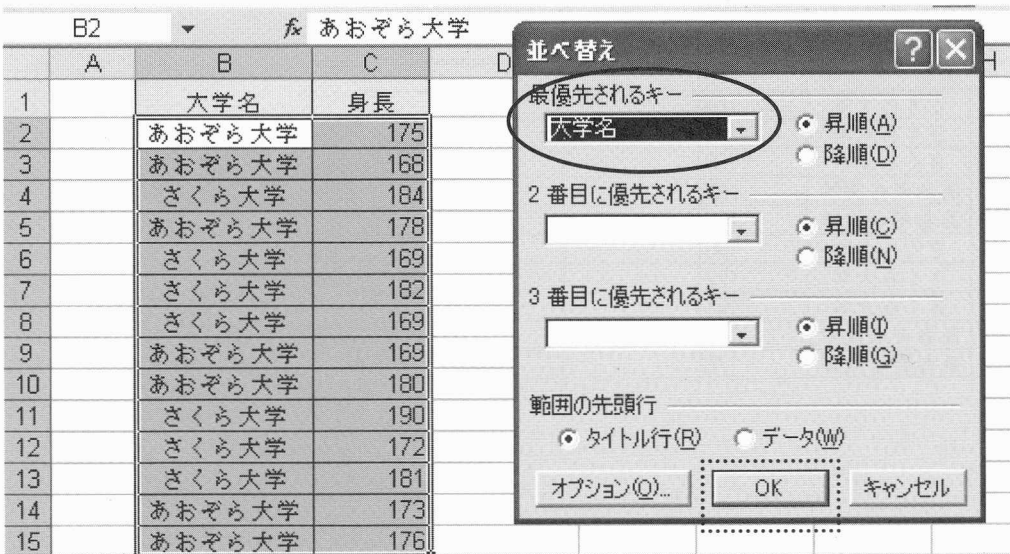 B2 fx あおぞら大学
A B C D H
1 大学名 身長
2 あおぞら大学 175
3 あおぞら大学 168
4 さくら大学 184
5 あおぞら大学 178
6 さくら大学 169
7 さくら大学 182
8 さくら大学 169
9 あおぞら大学 169
10 あおぞら大学 180
11 さくら大学 190
12 さくら大学 172
13 さくら大学 181
14 あおぞら大学 173
15 あおぞら大学 176
並べ替え
最優先されるキー
大学名
昇順(A)
降順(D)
2 番目に優先されるキー
昇順(C)
降順(N)
3 番目に優先されるキー
昇順(I)
降順(G)
範囲の先頭行
タイトル行(R) データ(W)
オプション(O)... OK キャンセル